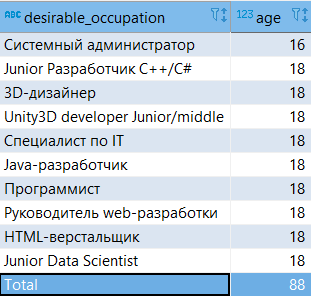 ABC desirable_occupation 123 age
Системный администратор 16
Junior Разработчик C++/C# 18
3D-дизайнер 18
Unity3D developer Junior/middle 18
Специалист по IT 18
Java-разработчик 18
Программист 18
Руководитель web-разработки 18
HTML-верстальщик 18
Junior Data Scientist 18
Total 88